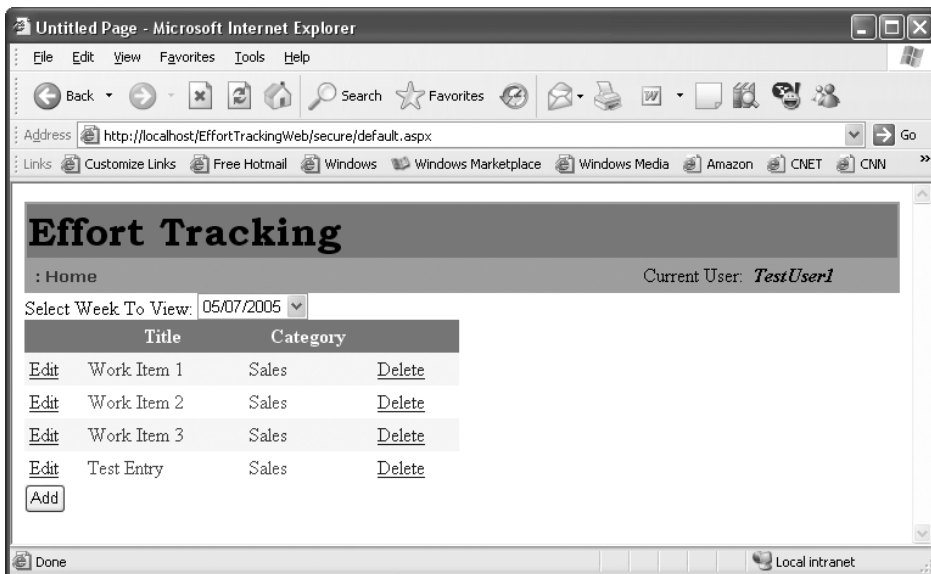 Untitled Page - Microsoft Internet Explorer
File Edit View Favorites Tools Help
Back Search Favorites W
Address http://localhost/EffortTrackingWeb/secure/default.aspx Go
Links Customize Links Free Hotmail Windows Windows Marketplace Windows Media Amazon CNET CNN »
Effort Tracking
: Home Current User: TestUser1
Select Week To View: 05/07/2005
Title Category
Edit Work Item 1 Sales Delete
Edit Work Item 2 Sales Delete
Edit Work Item 3 Sales Delete
Edit Test Entry Sales Delete
Add
Done Local intranet